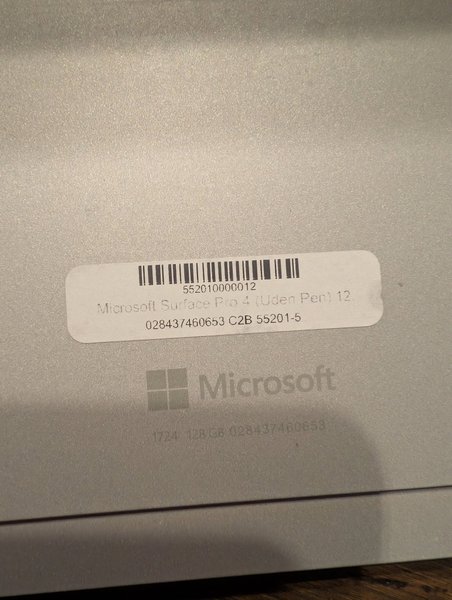 552010000012
Microsoft Surface Pro 4 (Uden Pen) 12
028437460653 C2B 55201-5
Microsoft
1724 128GB 028437460653